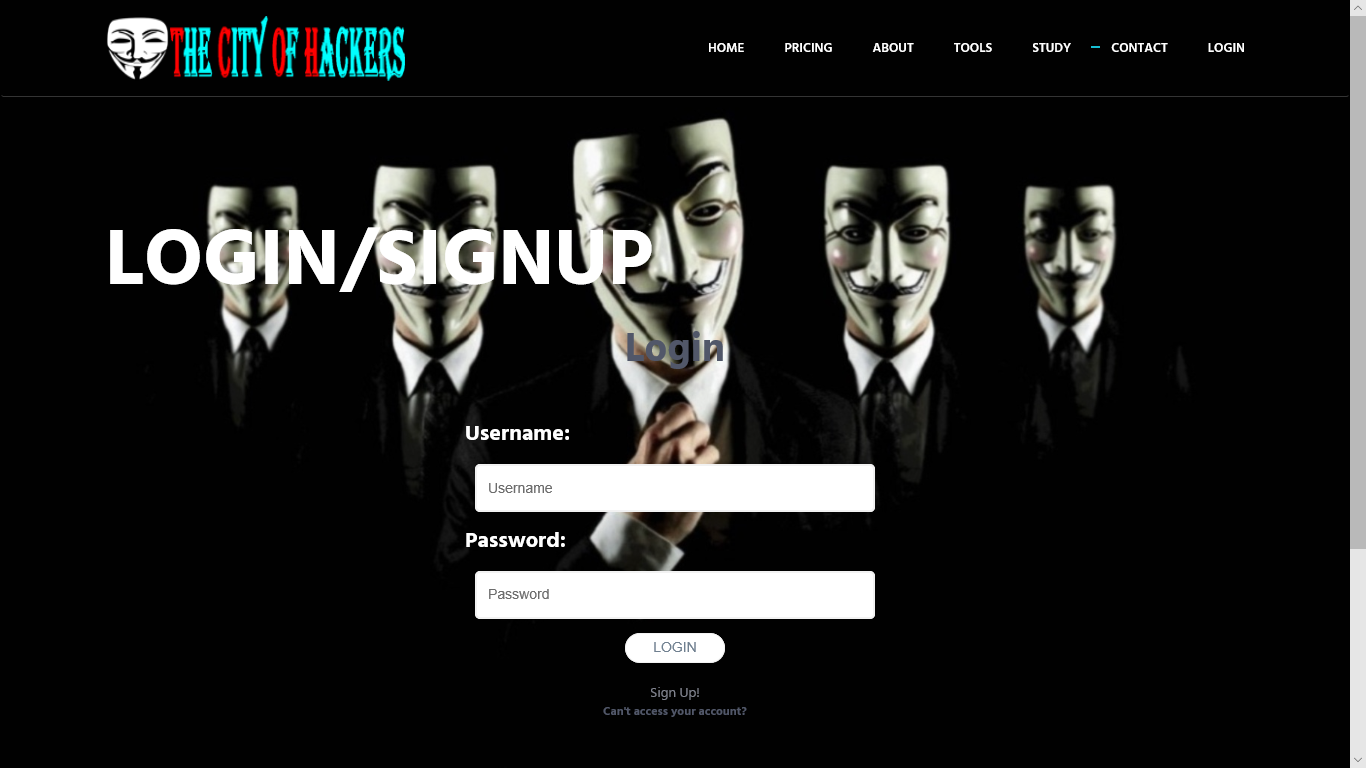 THE CITY OF HACKERS
HOME PRICING ABOUT TOOLS STUDY CONTACT LOGIN
LOGIN/SIGNUP
Login
Username:
Username
Password:
Password
LOGIN
Sign Up!
Can't access your account?